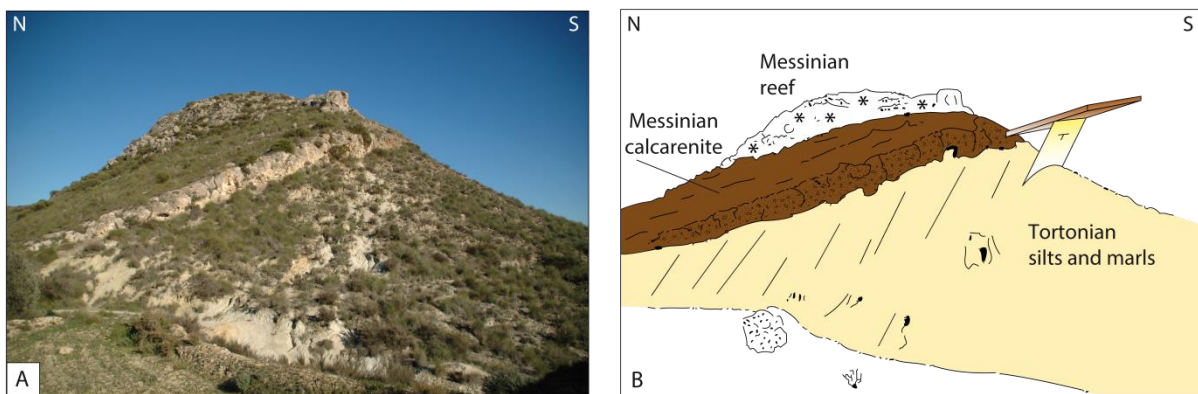 N
S
A
N
S
Messinian
reef
Messinian
calcarenite
T
Tortonian
silts and marls
B